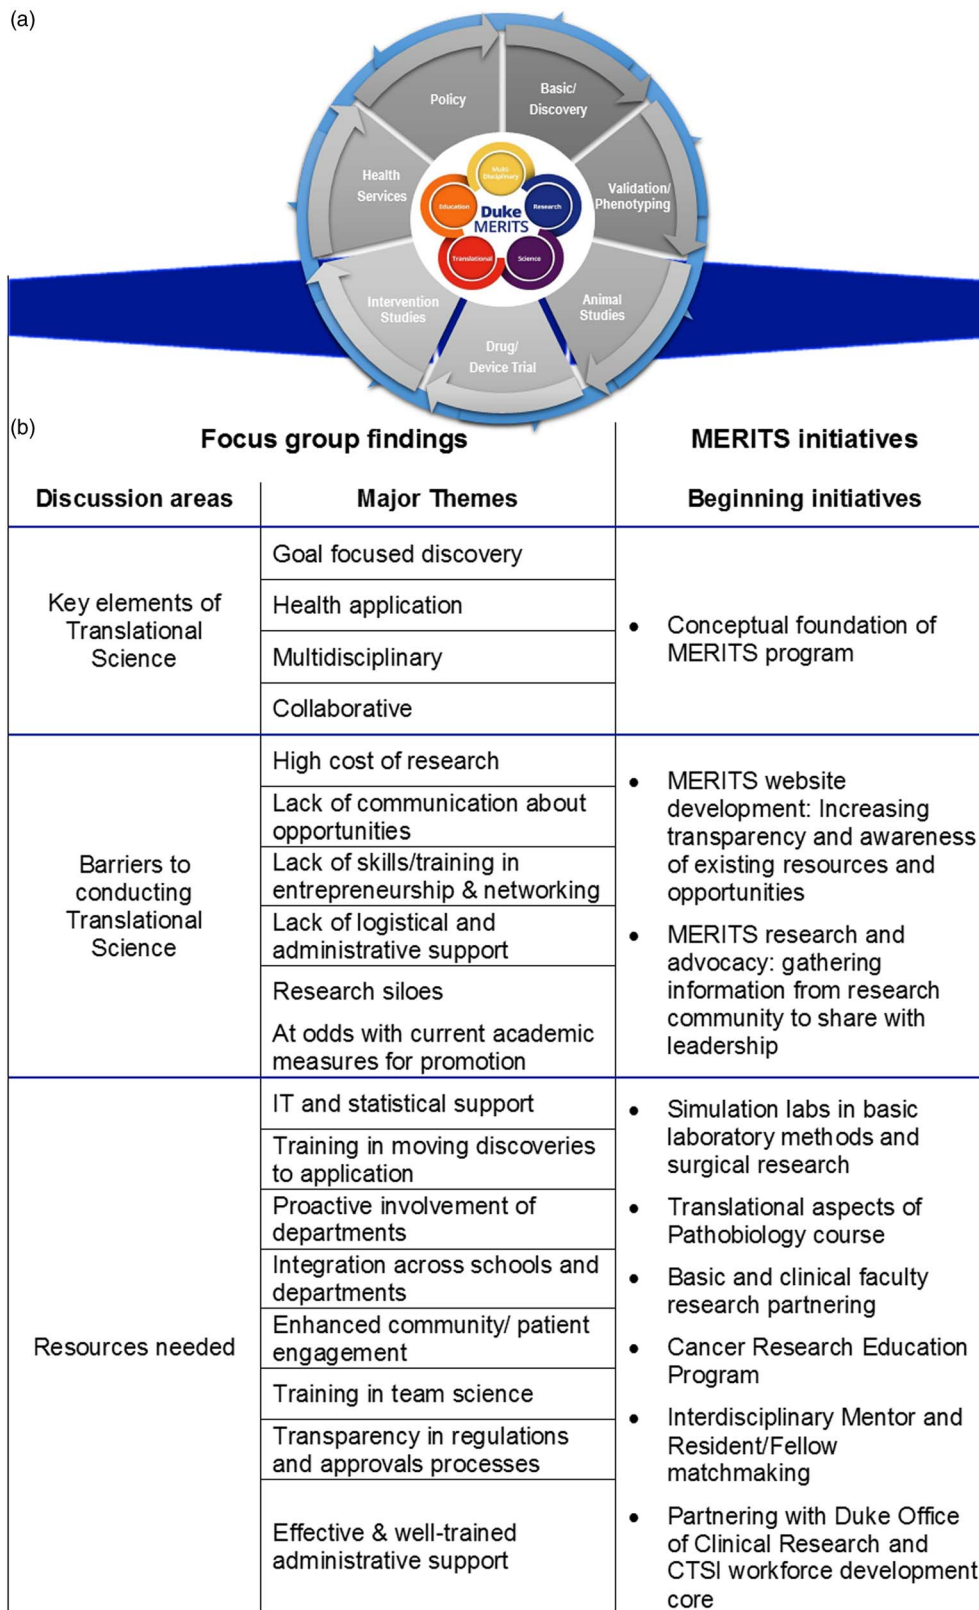 (a)
Policy
Basic/
Discovery
Health
Services
Validation/
Phenotyping
Multi
Disciplinary
Education
Research
Duke
MERITS
Translational
Science
Intervention
Studies
Animal
Studies
Drug/
Device Trial
(b)
Focus group findings
MERITS initiatives
Discussion areas
Major Themes
Beginning initiatives
Key elements of
Translational
Science
Goal focused discovery
Health application
Multidisciplinary
Collaborative
• Conceptual foundation of
MERITS program
Barriers to
conducting
Translational
Science
High cost of research
Lack of communication about
opportunities
Lack of skills/training in
entrepreneurship & networking
Lack of logistical and
administrative support
Research siloes
At odds with current academic
measures for promotion
• MERITS website
development: Increasing
transparency and awareness
of existing resources and
opportunities
• MERITS research and
advocacy: gathering
information from research
community to share with
leadership
Resources needed
IT and statistical support
Training in moving discoveries
to application
Proactive involvement of
departments
Integration across schools and
departments
Enhanced community/ patient
engagement
Training in team science
Transparency in regulations
and approvals processes
Effective & well-trained
administrative support
• Simulation labs in basic
laboratory methods and
surgical research
• Translational aspects of
Pathobiology course
• Basic and clinical faculty
research partnering
• Cancer Research Education
Program
• Interdisciplinary Mentor and
Resident/Fellow
matchmaking
• Partnering with Duke Office
of Clinical Research and
CTSI workforce development
core